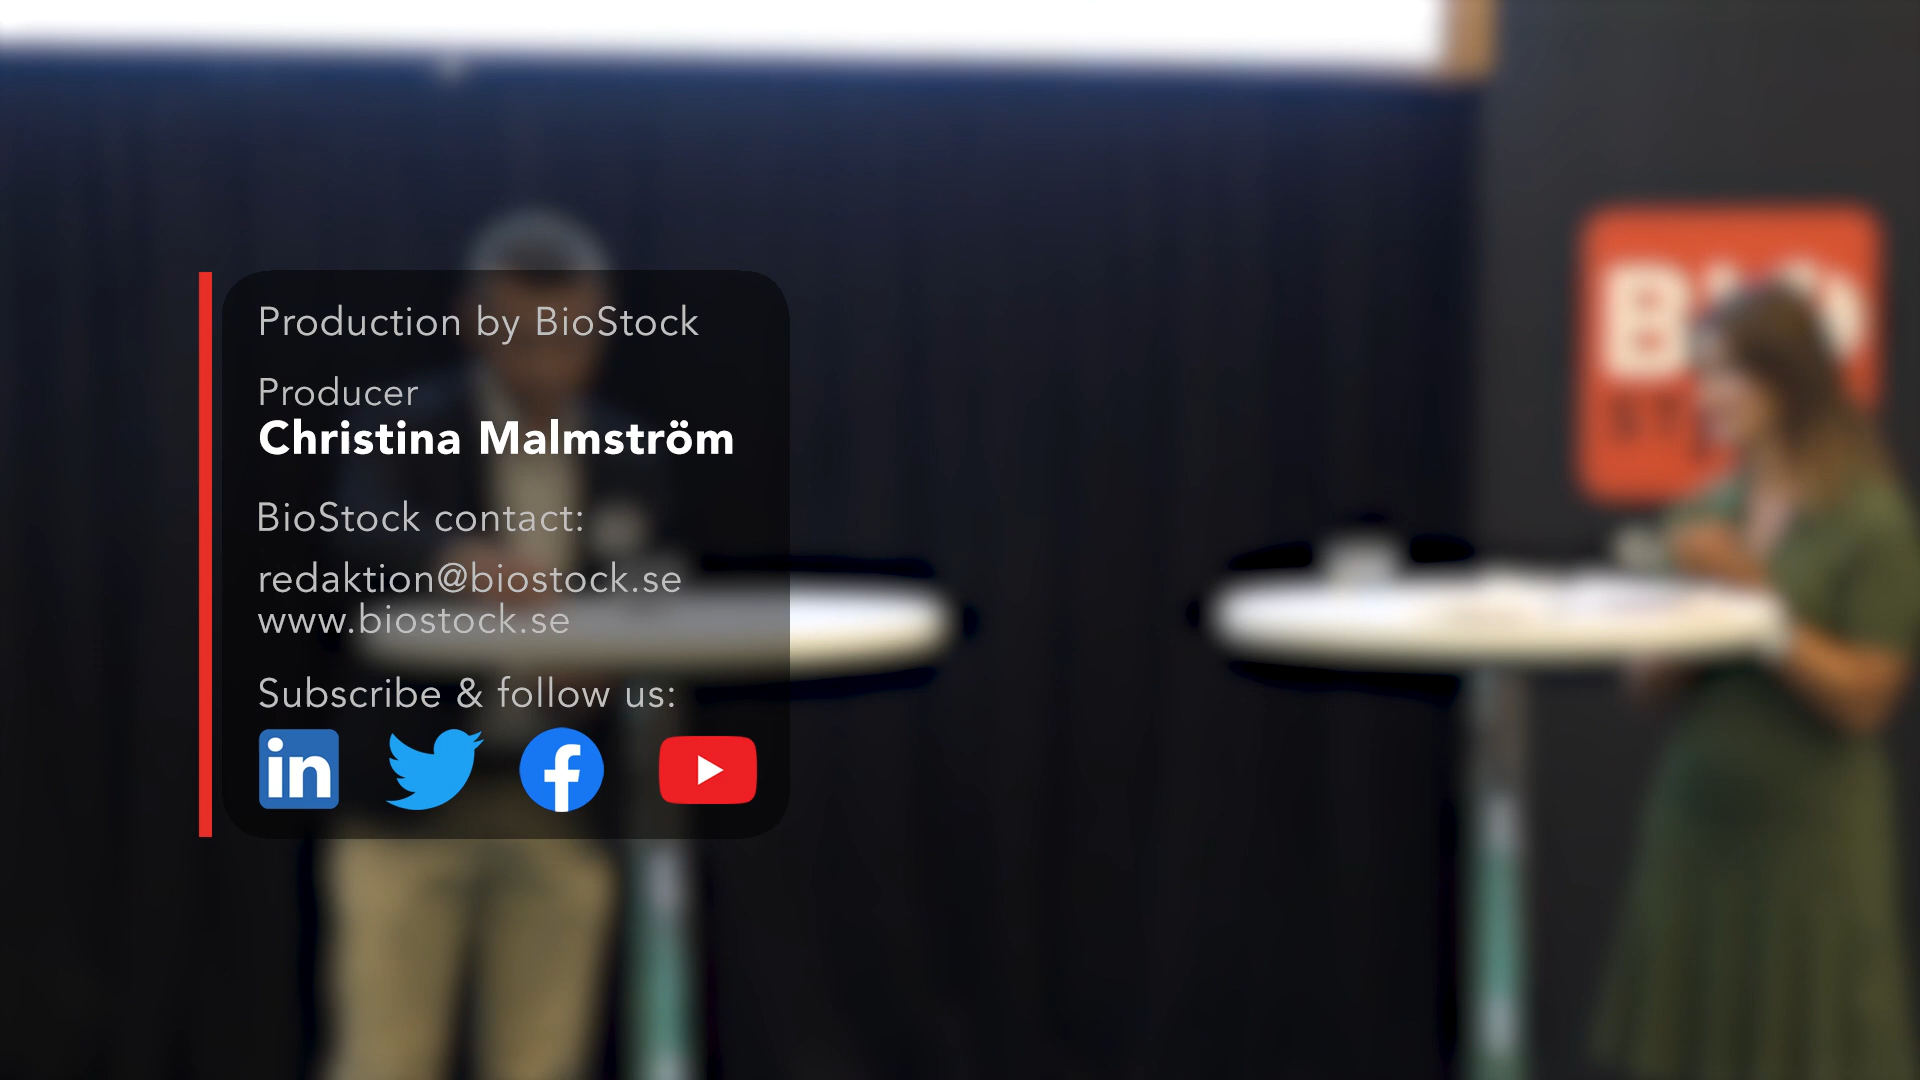 Production by BioStock
Producer
Christina Malmström
BioStock contact:
redaktion@biostock.se
www.biostock.se
Subscribe & follow us:
in